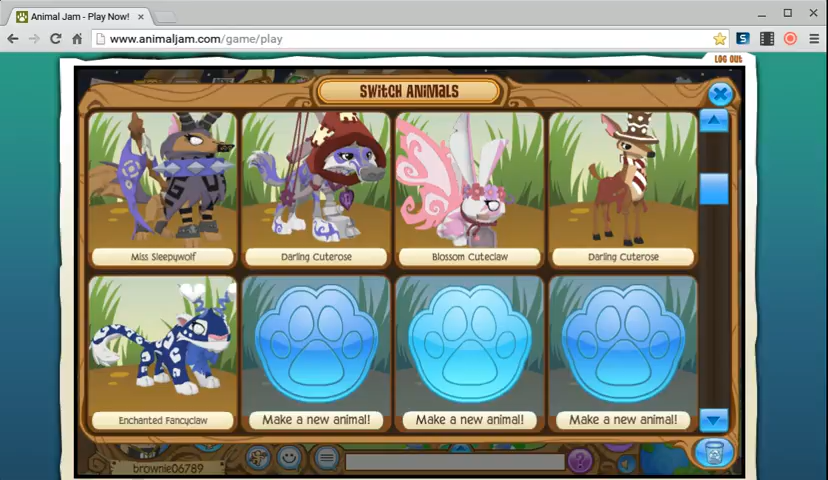 Animal Jam - Play Now!
www.animaljam.com/game/play
LOG OUT
SWITCH ANIMALS
Miss Sleepywolf
Darling Cuterose
Blossom Cuteclaw
Darling Cuterose
Enchanted Fancyclaw
Make a new animal!
Make a new animal!
Make a new animal!
brownie06789